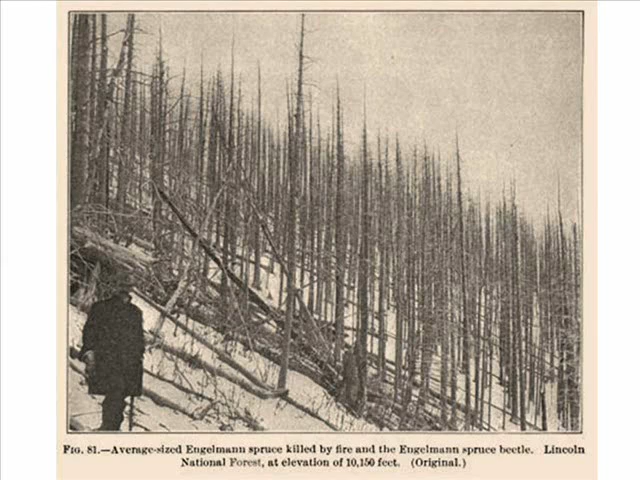 Fig. 81.—Average-sized Engelmann spruce killed by fire and the Engelmann spruce beetle. Lincoln
National Forest, at elevation of 10,150 feet. (Original.)